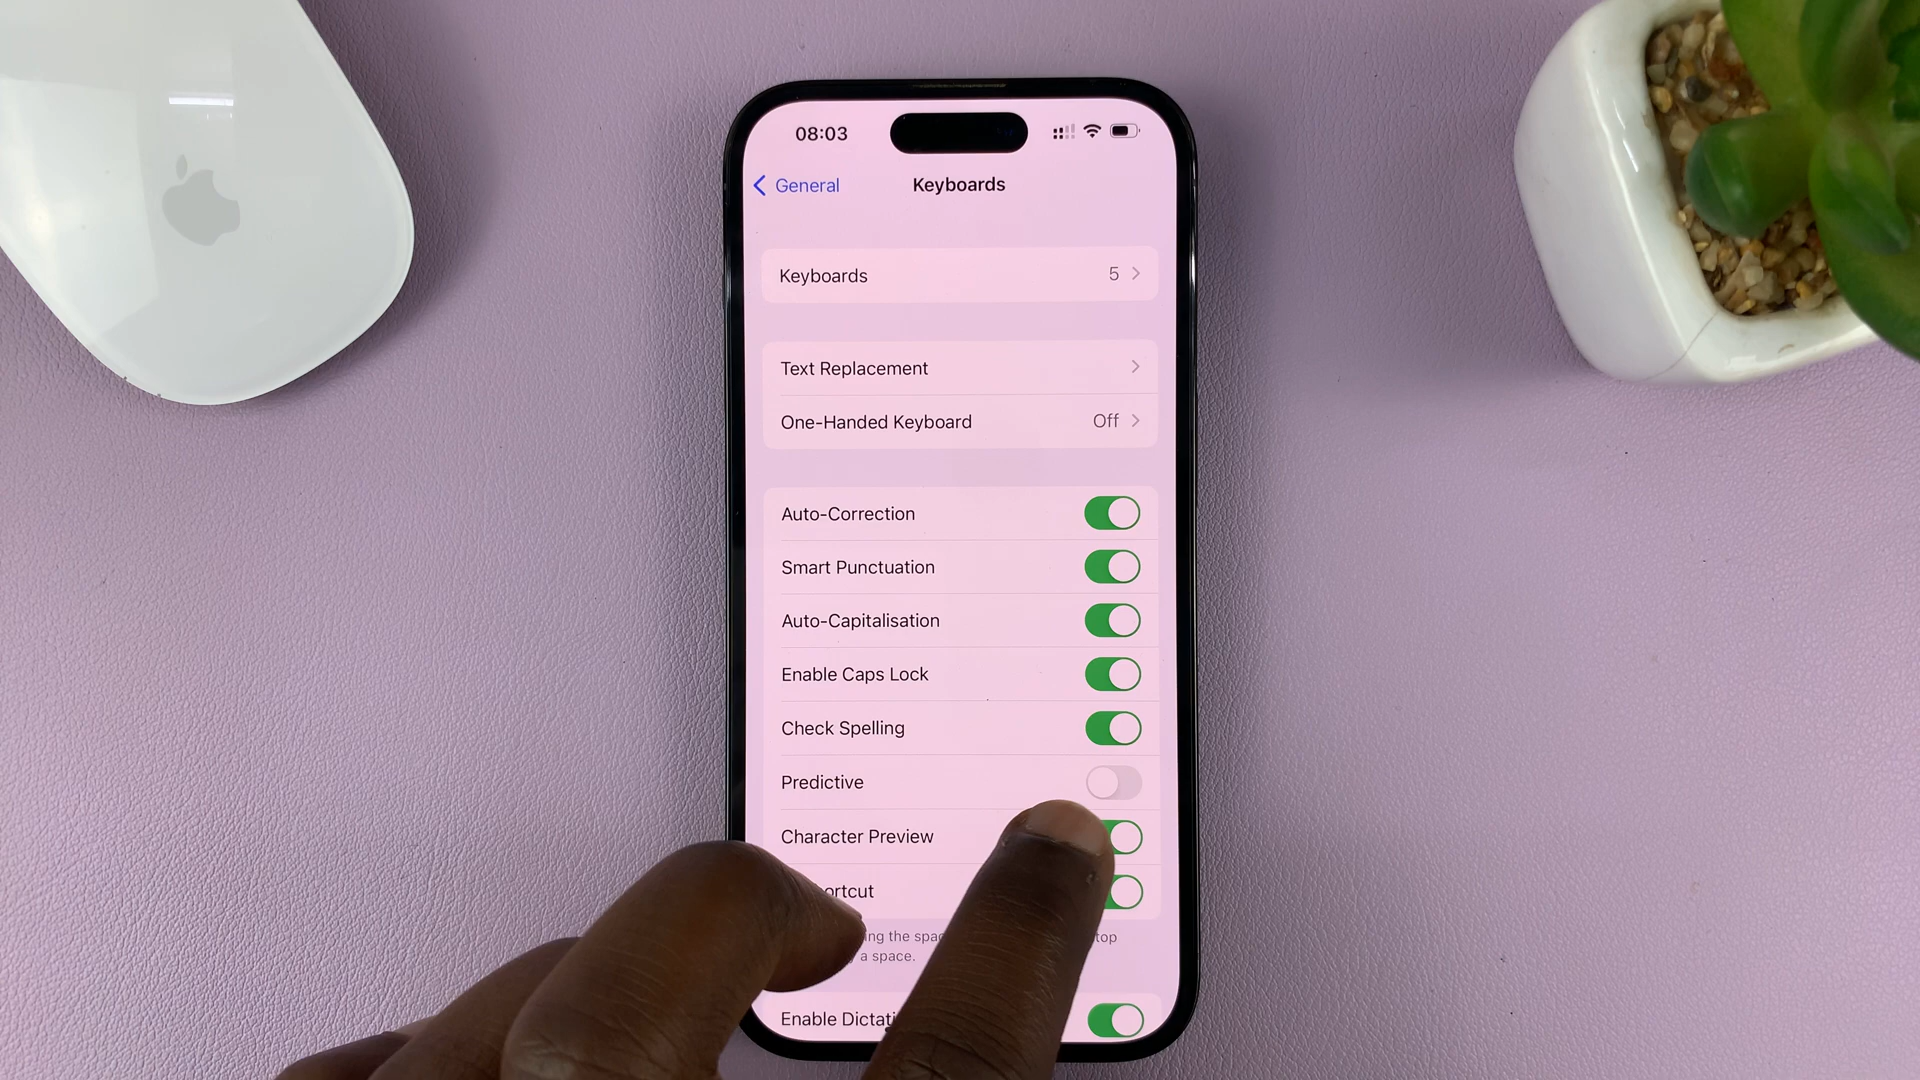 08:03
General
Keyboards
Keyboards 5
Text Replacement
One-Handed Keyboard Off
Auto-Correction
Smart Punctuation
Auto-Capitalisation
Enable Caps Lock
Check Spelling
Predictive
Character Preview
a space.
Enable